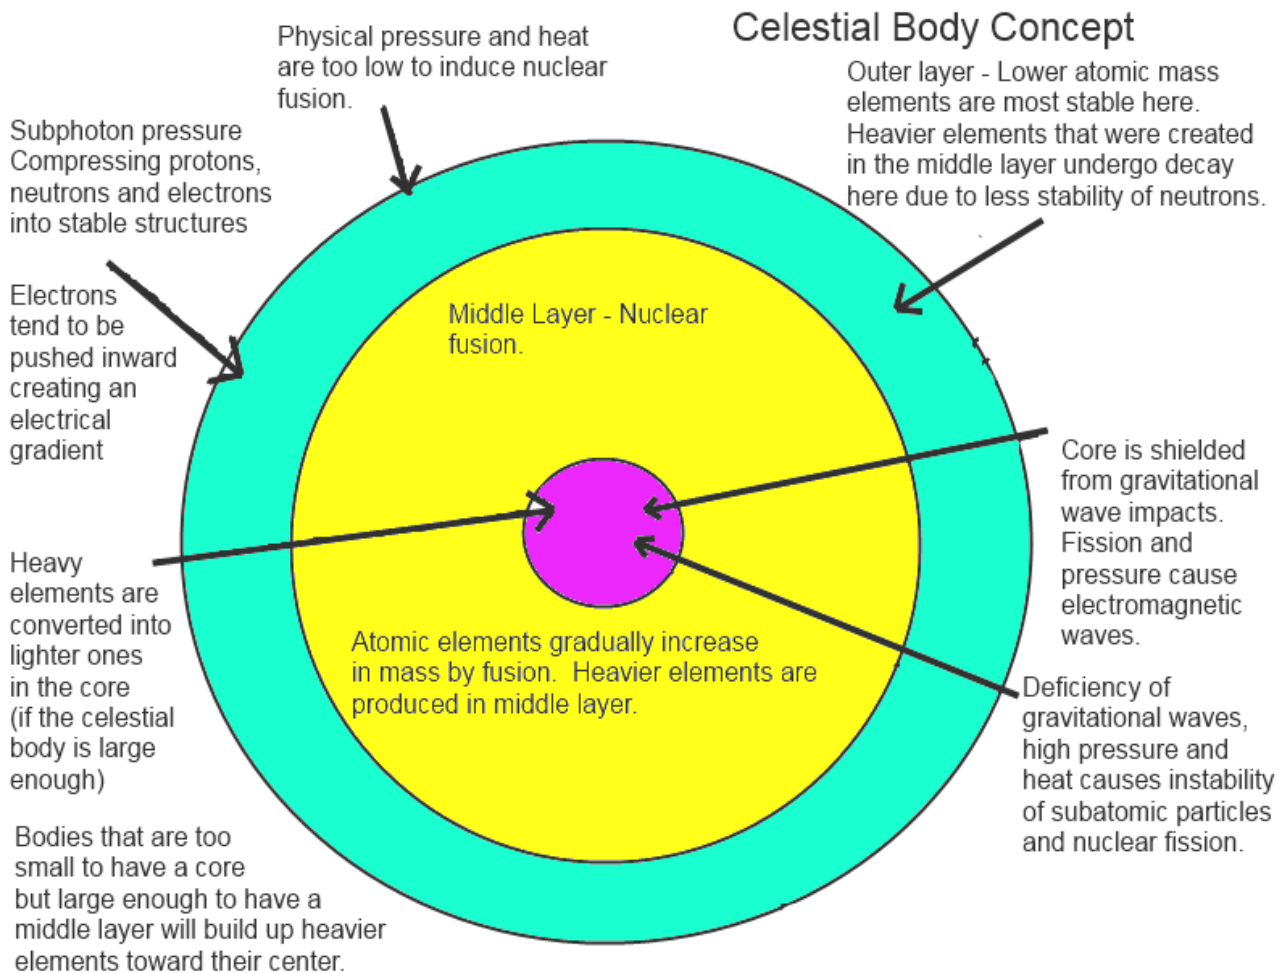 Celestial Body Concept
Physical pressure and heat
are too low to induce nuclear
fusion.
Outer layer - Lower atomic mass
elements are most stable here.
Heavier elements that were created
in the middle layer undergo decay
here due to less stability of neutrons.
Subphoton pressure
Compressing protons,
neutrons and electrons
into stable structures
Electrons
tend to be
pushed inward
creating an
electrical
gradient
Middle Layer - Nuclear
fusion.
Core is shielded
from gravitational
wave impacts.
Fission and
pressure cause
electromagnetic
waves.
Heavy
elements are
converted into
lighter ones
in the core
(if the celestial
body is large
enough)
Atomic elements gradually increase
in mass by fusion. Heavier elements are
produced in middle layer.
Deficiency of
gravitational waves,
high pressure and
heat causes instability
of subatomic particles
and nuclear fission.
Bodies that are too
small to have a core
but large enough to have a
middle layer will build up heavier
elements toward their center.